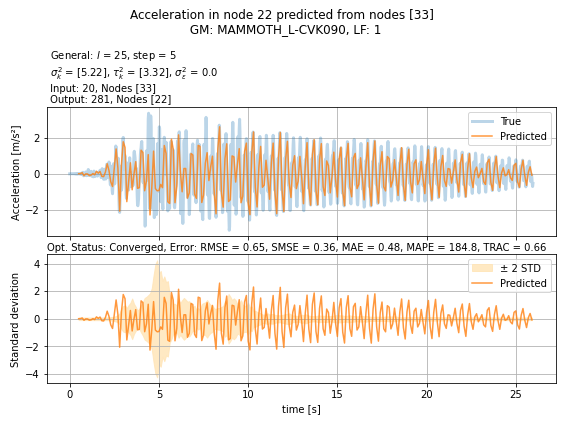 Acceleration in node 22 predicted from nodes [33]
GM: MAMMOTH_L-CVK090, LF: 1
General: l = 25, step = 5
σ²ₖ = [5.22], τ²ₖ = [3.32], σ²ε = 0.0
Input: 20, Nodes [33]
Output: 281, Nodes [22]
Acceleration [m/s²]
2
0
−2
True
Predicted
Opt. Status: Converged, Error: RMSE = 0.65, SMSE = 0.36, MAE = 0.48, MAPE = 184.8, TRAC = 0.66
Standard deviation
4
2
0
−2
−4
± 2 STD
Predicted
0 5 10 15 20 25
time [s]